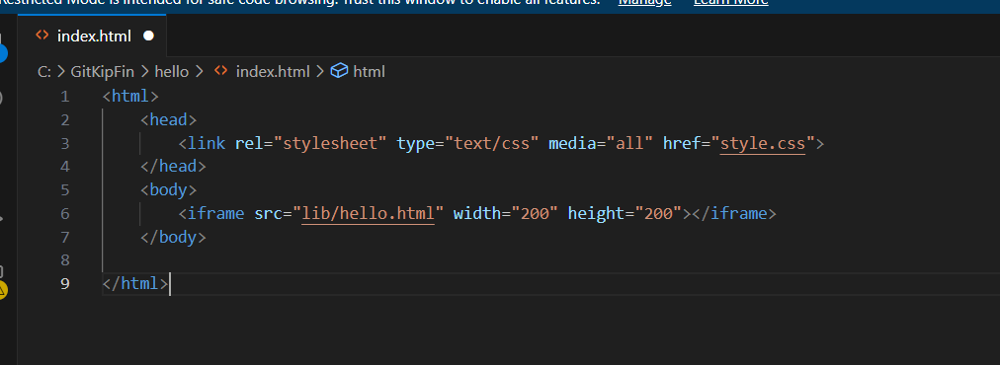 Restricted Mode is intended for safe code browsing. Trust this window to enable all features. Manage Learn More
index.html
C: > GitKipFin > hello > index.html > html
1 <html>
2 <head>
3 <link rel="stylesheet" type="text/css" media="all" href="style.css">
4 </head>
5 <body>
6 <iframe src="lib/hello.html" width="200" height="200"></iframe>
7 </body>
8
9 </html>